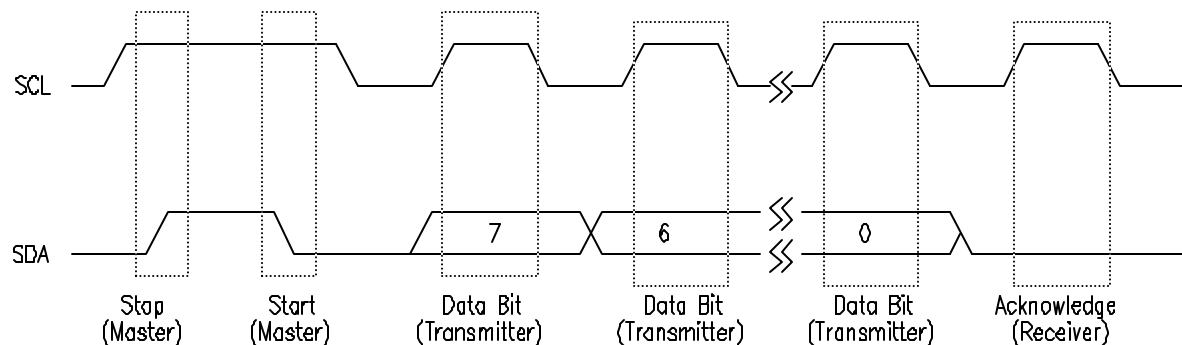 SCL
SDA
7
6
0
Stop
(Master)
Start
(Master)
Data Bit
(Transmitter)
Data Bit
(Transmitter)
Data Bit
(Transmitter)
Acknowledge
(Receiver)